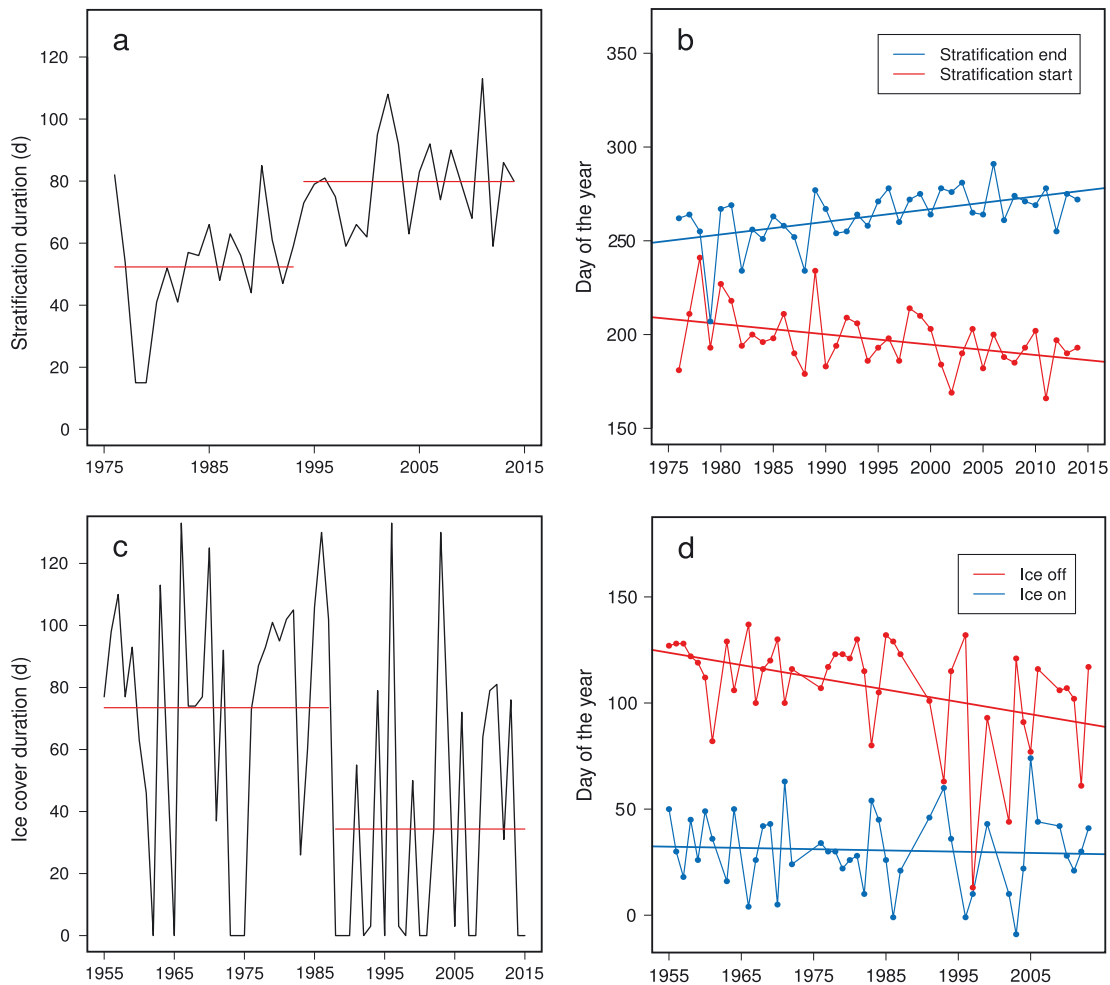 a
Stratification duration (d)
120
100
80
60
40
20
0
1975 1985 1995 2005 2015
b
Stratification end
Stratification start
Day of the year
350
300
250
200
150
1975 1980 1985 1990 1995 2000 2005 2010 2015
c
Ice cover duration (d)
120
100
80
60
40
20
0
1955 1965 1975 1985 1995 2005 2015
d
Ice off
Ice on
Day of the year
150
100
50
0
1955 1965 1975 1985 1995 2005